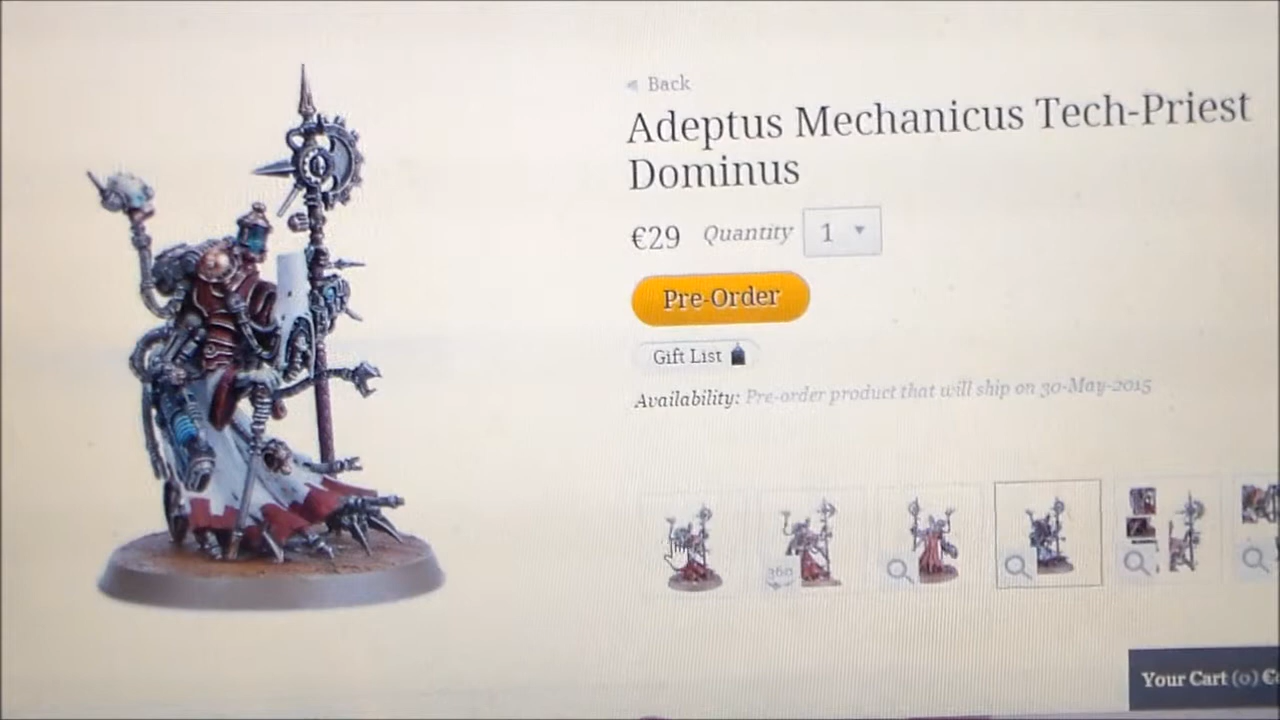 Back
Adeptus Mechanicus Tech-Priest
Dominus
€29 Quantity 1
Pre-Order
Gift List
Availability: Pre-order product that will ship on 30-May-2015
360
Your Cart (0)